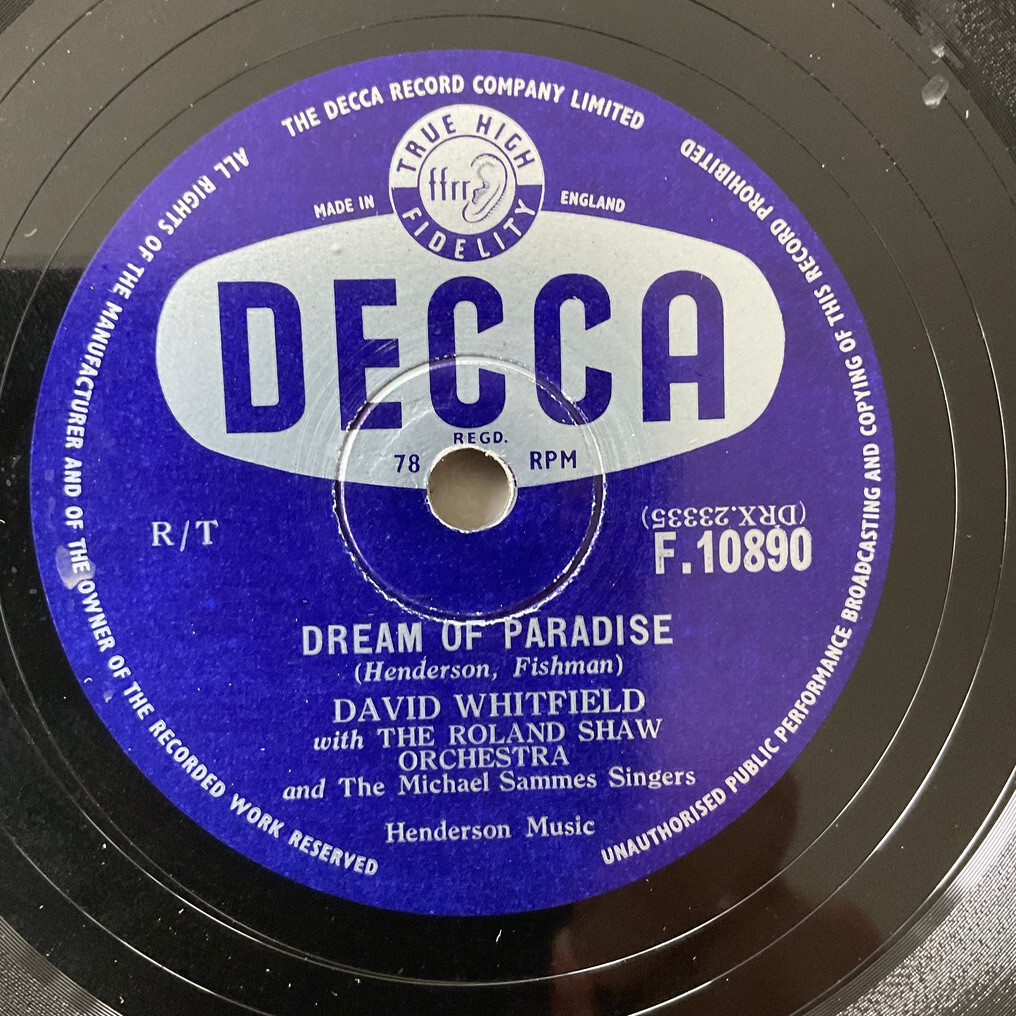 THE DECCA RECORD COMPANY LIMITED
ALL RIGHTS OF THE MANUFACTURER AND OF THE OWNER OF THE RECORDED WORK RESERVED
UNAUTHORISED PUBLIC PERFORMANCE BROADCASTING AND COPYING OF THIS RECORD PROHIBITED
TRUE HIGH
ffrr
FIDELITY
MADE IN ENGLAND
DECCA
REGD.
78 RPM
R/T
(DRX.23335)
F.10890
DREAM OF PARADISE
(Henderson, Fishman)
DAVID WHITFIELD
with THE ROLAND SHAW
ORCHESTRA
and The Michael Sammes Singers
Henderson Music